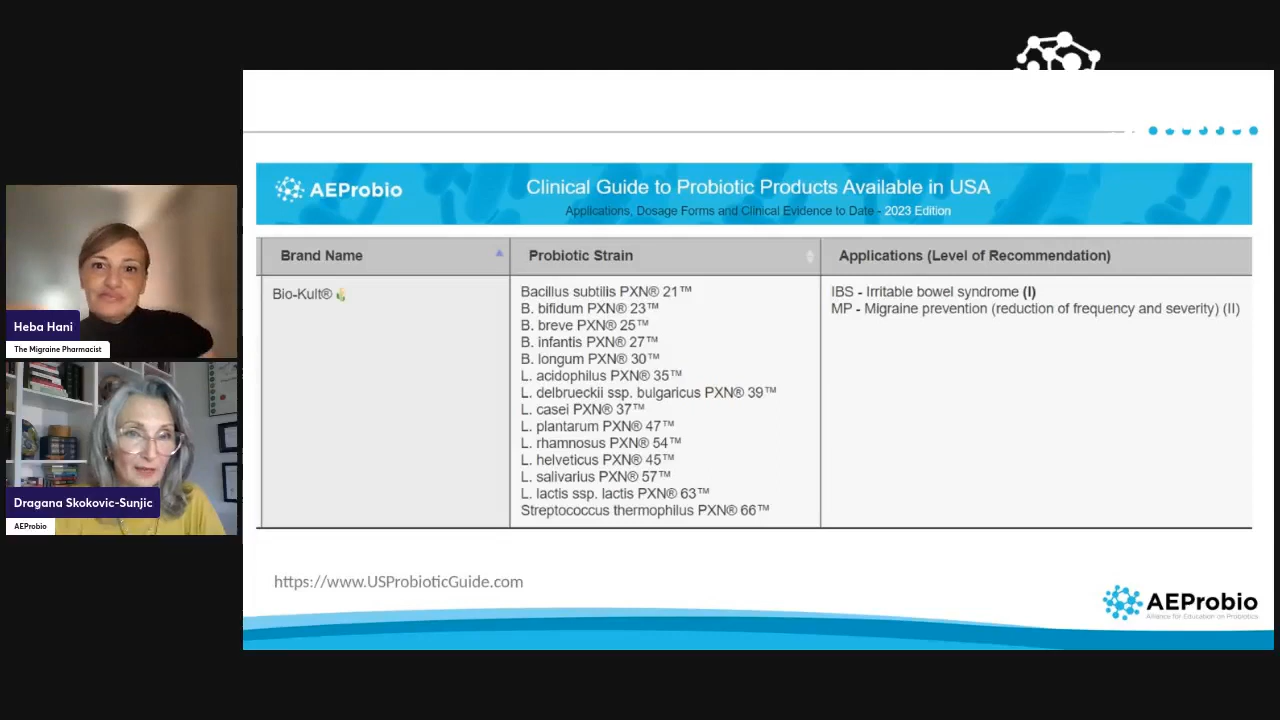 Heba Hani
The Migraine Pharmacist
Dragana Skokovic-Sunjic
AEProbio
AEProbio
Clinical Guide to Probiotic Products Available in USA
Applications, Dosage Forms and Clinical Evidence to Date - 2023 Edition
Brand Name
Probiotic Strain
Applications (Level of Recommendation)
Bio-Kult®
Bacillus subtilis PXN® 21™
B. bifidum PXN® 23™
B. breve PXN® 25™
B. infantis PXN® 27™
B. longum PXN® 30™
L. acidophilus PXN® 35™
L. delbrueckii ssp. bulgaricus PXN® 39™
L. casei PXN® 37™
L. plantarum PXN® 47™
L. rhamnosus PXN® 54™
L. helveticus PXN® 45™
L. salivarius PXN® 57™
L. lactis ssp. lactis PXN® 63™
Streptococcus thermophilus PXN® 66™
IBS - Irritable bowel syndrome (I)
MP - Migraine prevention (reduction of frequency and severity) (II)
https://www.USProbioticGuide.com
AEProbio
Alliance for Education on Probiotics